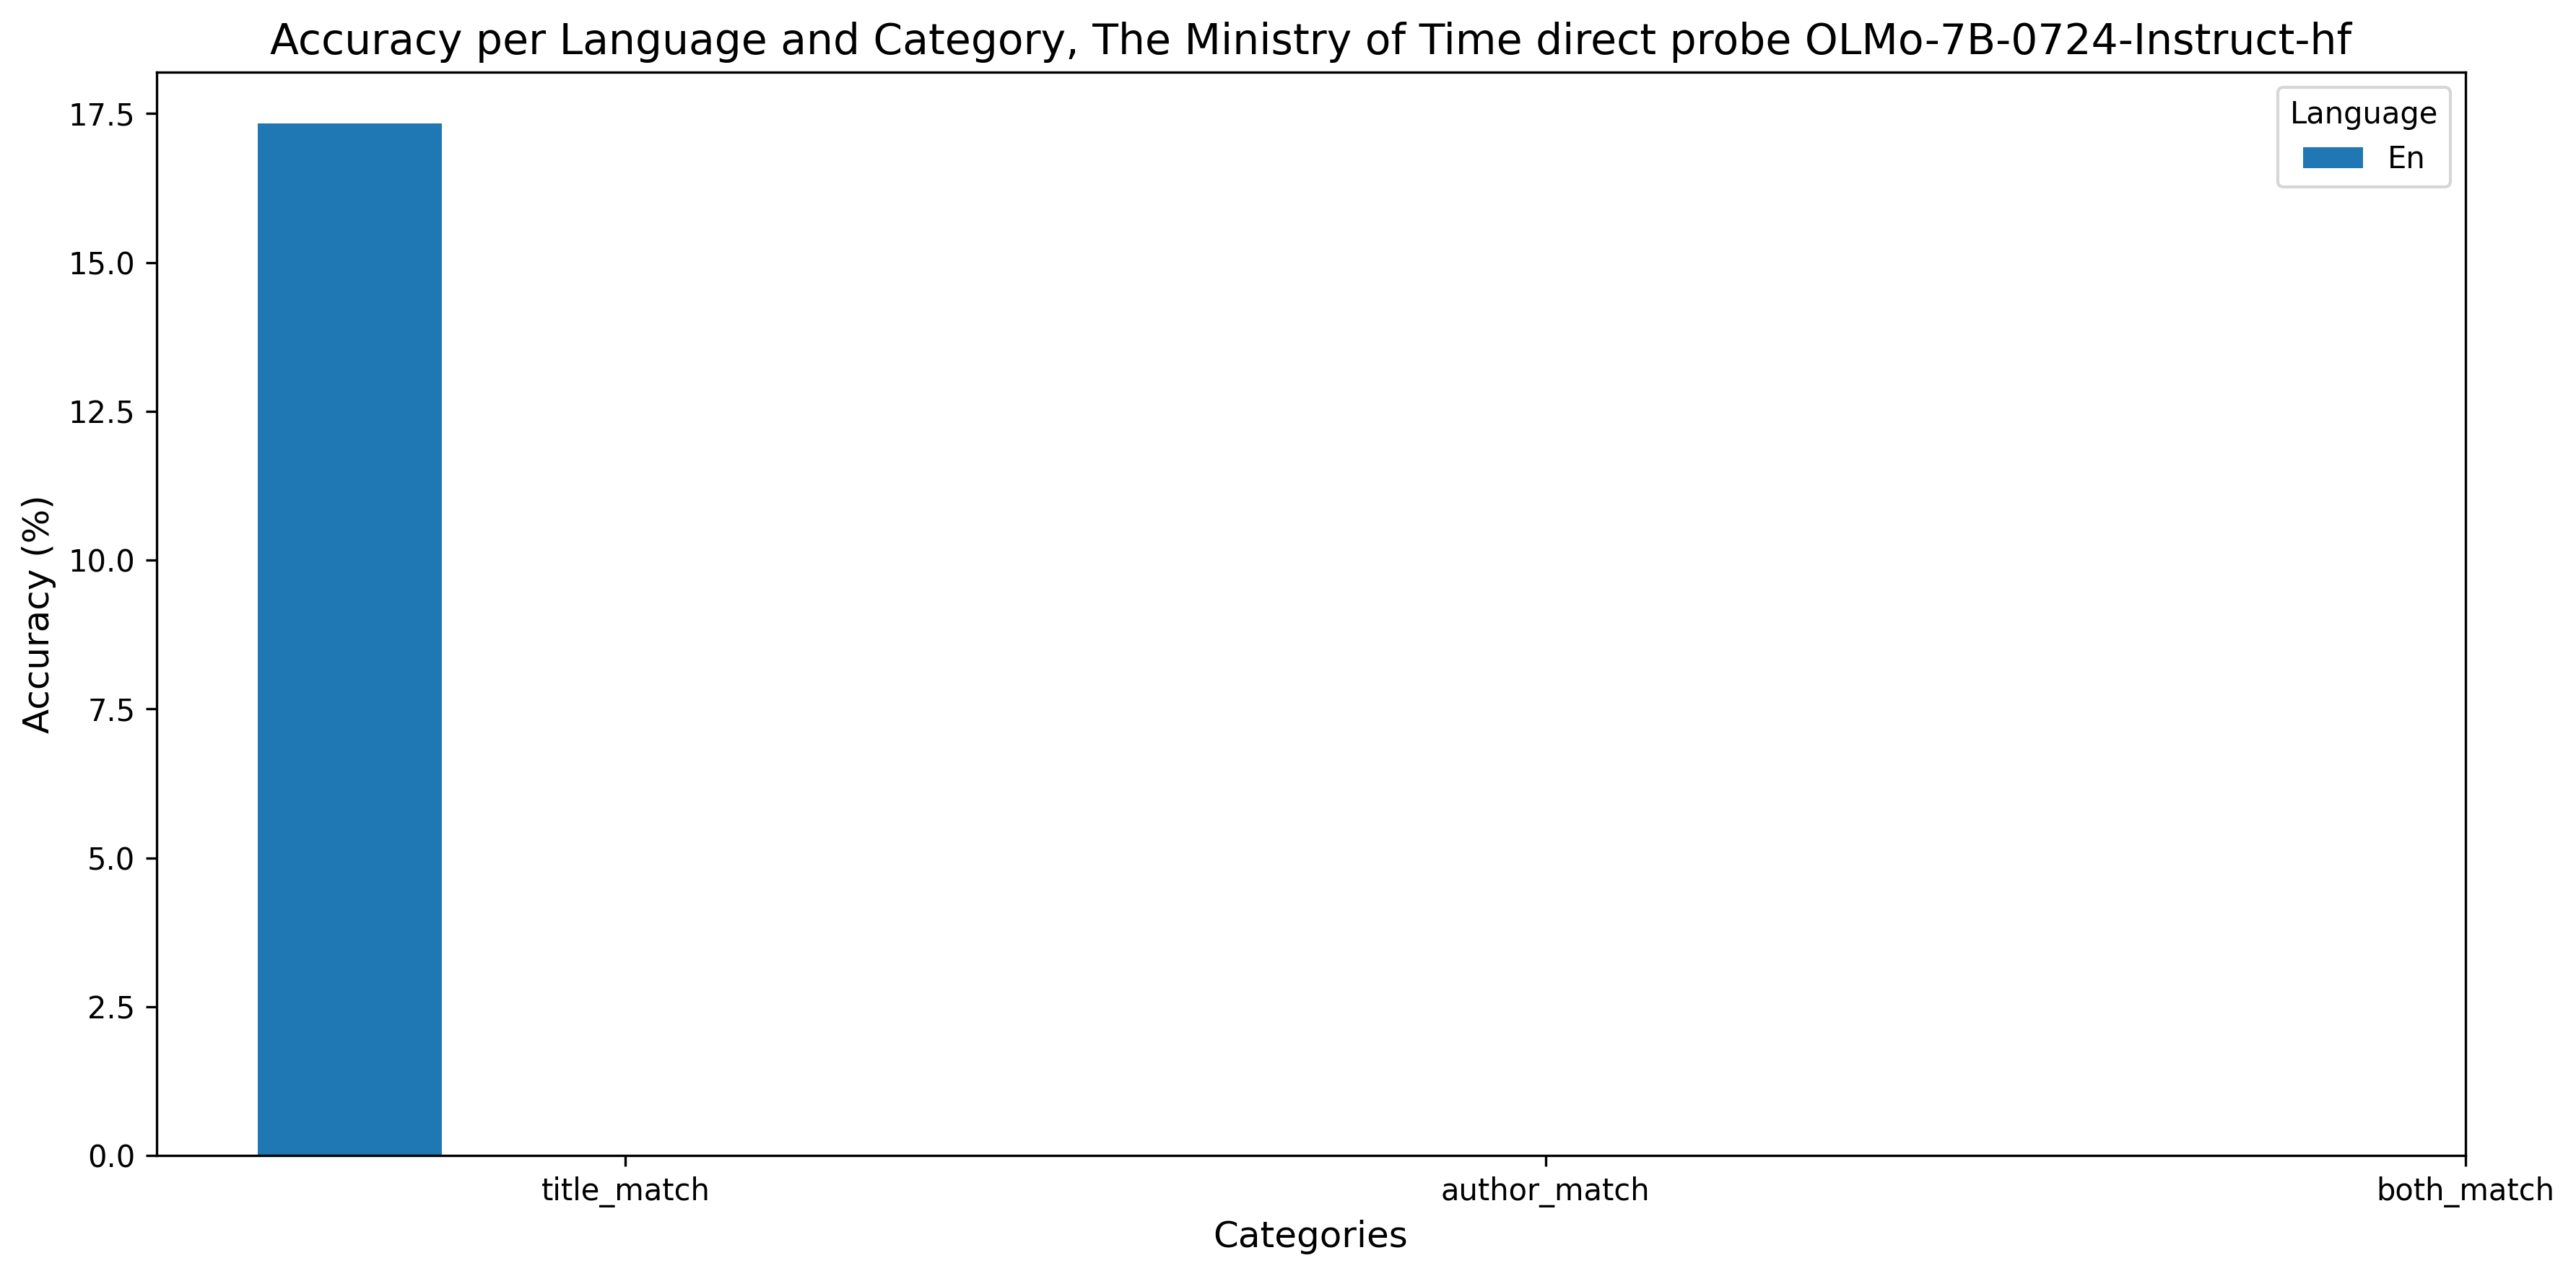 Accuracy per Language and Category, The Ministry of Time direct probe OLMo-7B-0724-Instruct-hf
Language
En
Accuracy (%)
17.5
15.0
12.5
10.0
7.5
5.0
2.5
0.0
title_match
author_match
both_match
Categories